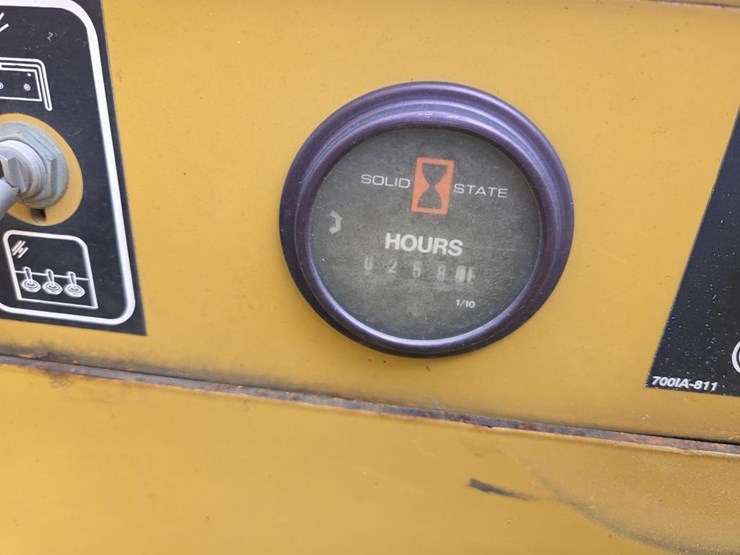 SOLID STATE
HOURS
1/10
700IA-811